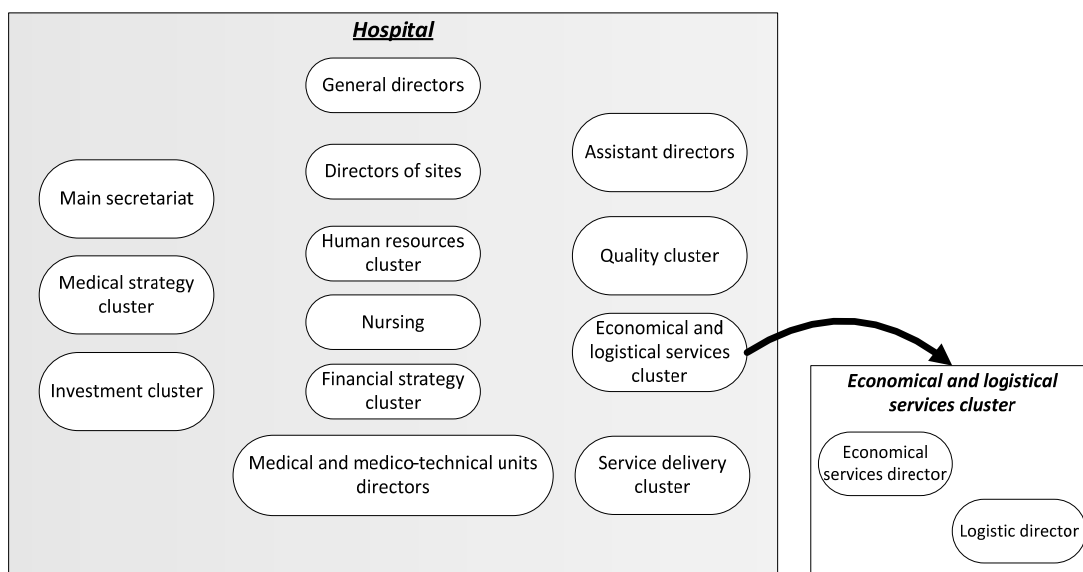 Hospital
General directors
Assistant directors
Directors of sites
Main secretariat
Human resources
cluster
Quality cluster
Medical strategy
cluster
Nursing
Economical and
logistical services
cluster
Investment cluster
Financial strategy
cluster
Medical and medico-technical units
directors
Service delivery
cluster
Economical and logistical
services cluster
Economical
services director
Logistic director